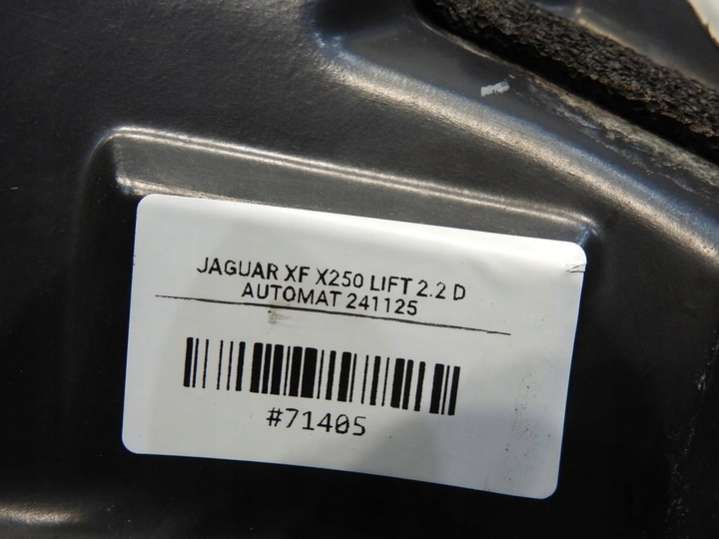 JAGUAR XF X250 LIFT 2.2 D
AUTOMAT 241125
#71405